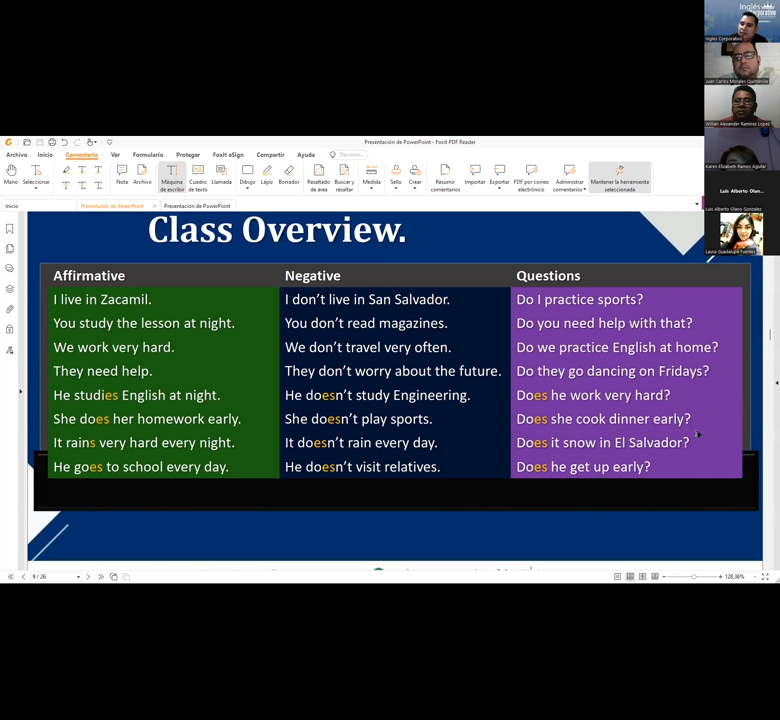 Inglés
Corporativo
Inglés Corporativo
Juan Carlos Morales Quintanilla
Willian Alexander Ramirez Lopez
Karen Elizabeth Ramos Aguilar
Luis Alberto Olan...
Luis Alberto Olano Gonzalez
Laura Guadalupe Fuentes
Presentación de PowerPoint - Foxit PDF Reader
Archivo Inicio Comentario Ver Formulario Proteger Foxit eSign Compartir Ayuda
Mano Seleccionar Nota Archivo Máquina de escribir Cuadro de texto Llamada Dibujo Lápiz Borrador Resaltado de área Buscar y resaltar Medida Sello Crear Resumir comentarios Importar Exportar PDF por correo electrónico Administrar comentarios Mantener la herramienta seleccionada
Inicio Presentación de PowerPoint Presentación de PowerPoint
Class Overview.
Affirmative Negative Questions
I live in Zacamil. I don't live in San Salvador. Do I practice sports?
You study the lesson at night. You don't read magazines. Do you need help with that?
We work very hard. We don't travel very often. Do we practice English at home?
They need help. They don't worry about the future. Do they go dancing on Fridays?
He studies English at night. He doesn't study Engineering. Does he work very hard?
She does her homework early. She doesn't play sports. Does she cook dinner early?
It rains very hard every night. It doesn't rain every day. Does it snow in El Salvador?
He goes to school every day. He doesn't visit relatives. Does he get up early?
9 / 26 128,36%